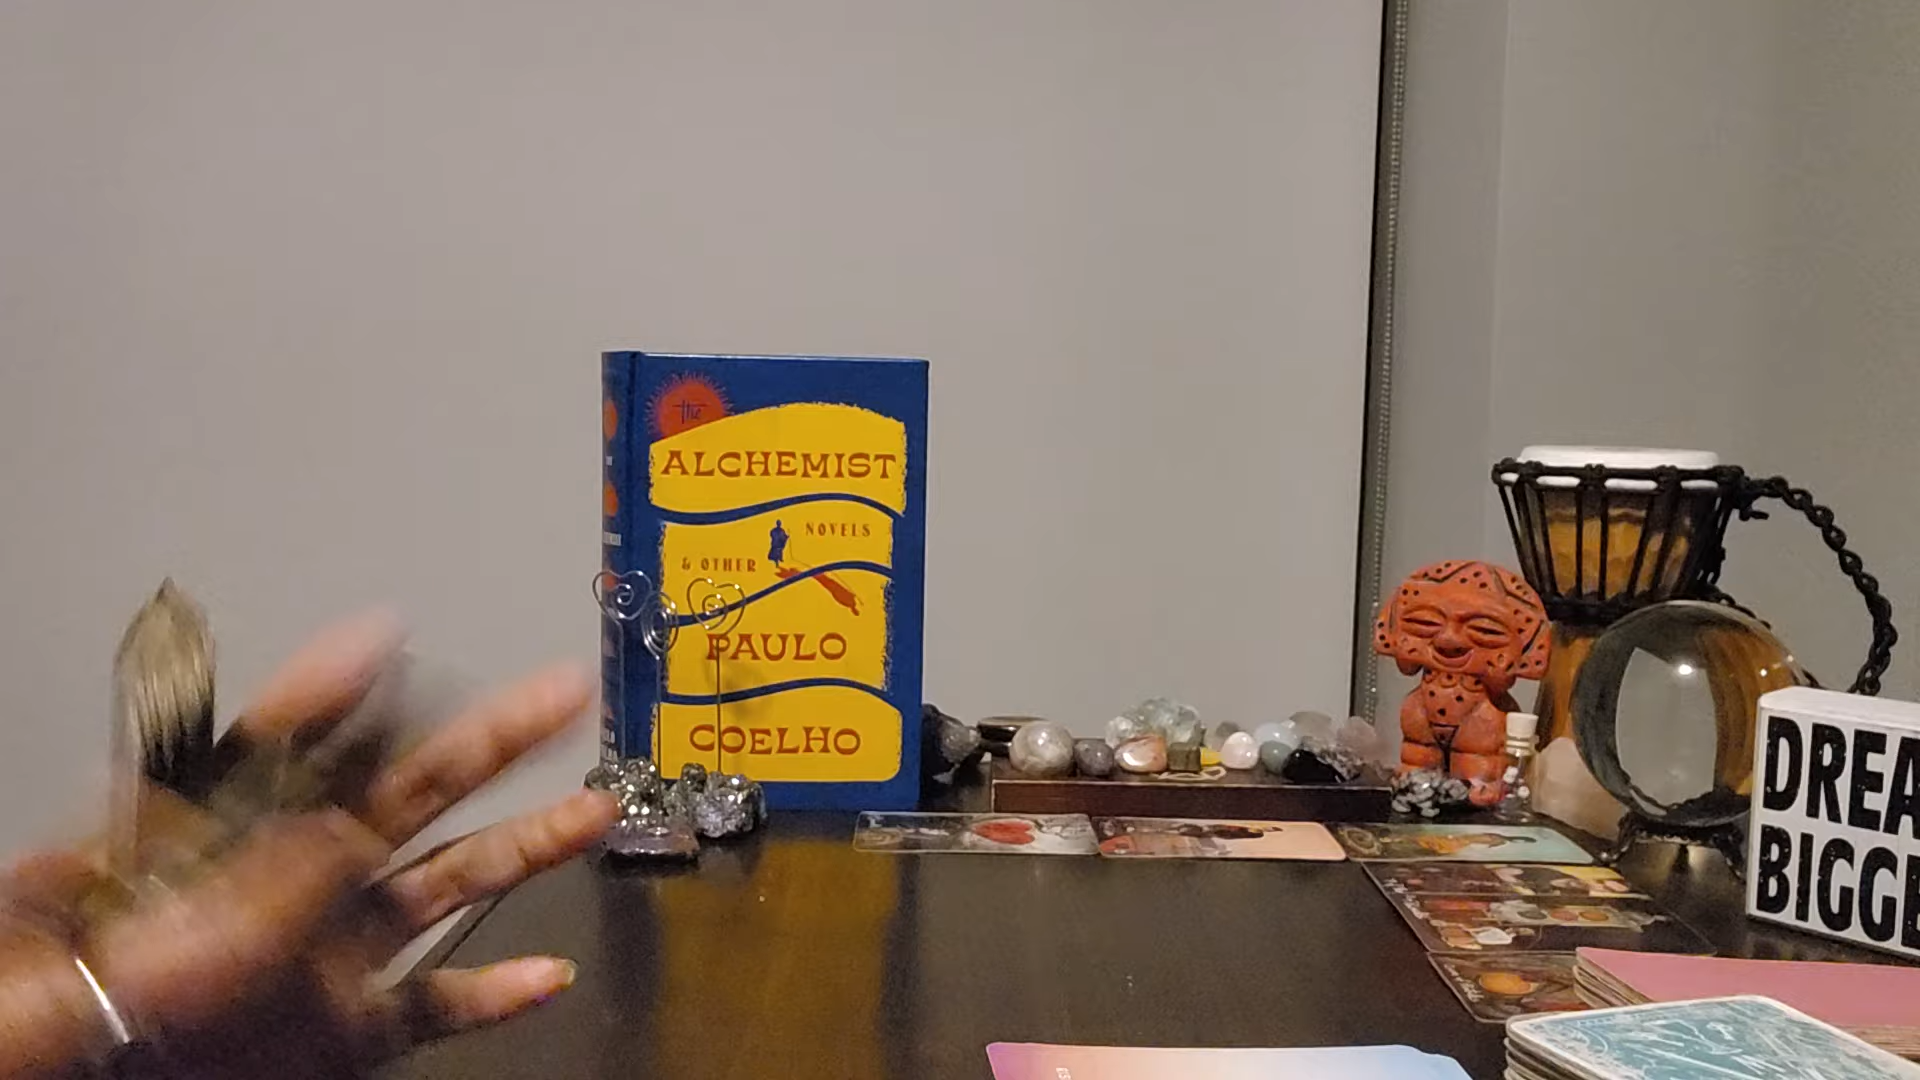 the
ALCHEMIST
NOVELS
& OTHER
PAULO
COELHO
DREA
BIGGE